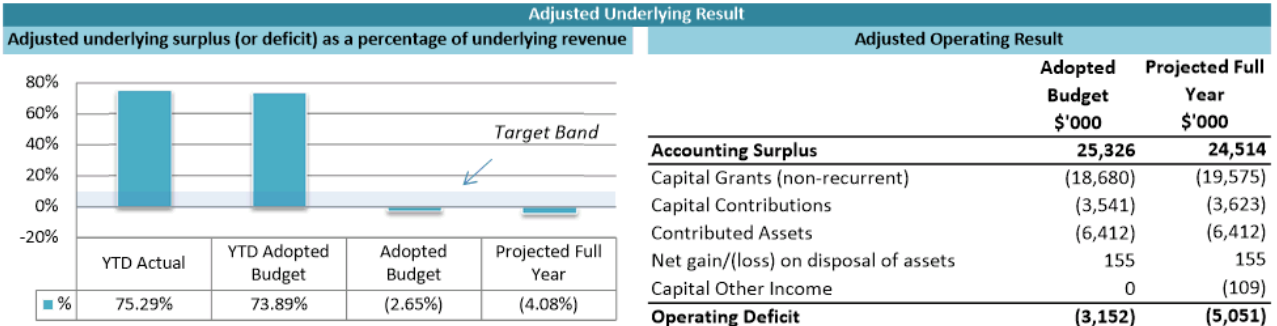 Adjusted Underlying Result
Adjusted underlying surplus (or deficit) as a percentage of underlying revenue
80%
60%
40%
20%
0%
-20%
Target Band
YTD Actual
YTD Adopted
Budget
Adopted
Budget
Projected Full
Year
% 75.29% 73.89% (2.65%) (4.08%)
Adjusted Operating Result
Adopted Projected Full
Budget Year
$'000 $'000
Accounting Surplus 25,326 24,514
Capital Grants (non-recurrent) (18,680) (19,575)
Capital Contributions (3,541) (3,623)
Contributed Assets (6,412) (6,412)
Net gain/(loss) on disposal of assets 155 155
Capital Other Income 0 (109)
Operating Deficit (3,152) (5,051)